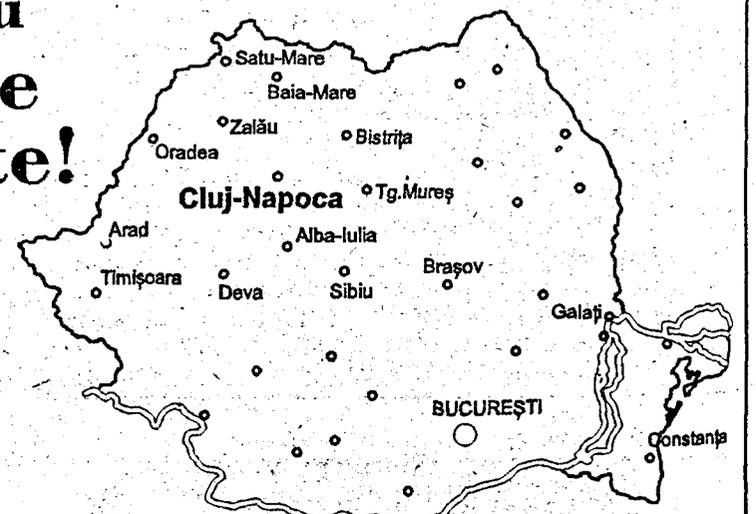 u
e
te!
Satu-Mare
Baia-Mare
Zalău
Bistrița
Oradea
Cluj-Napoca
Tg.Mureș
Arad
Alba-Iulia
Timișoara
Deva
Sibiu
Brașov
Galați
BUCUREȘTI
Constanța